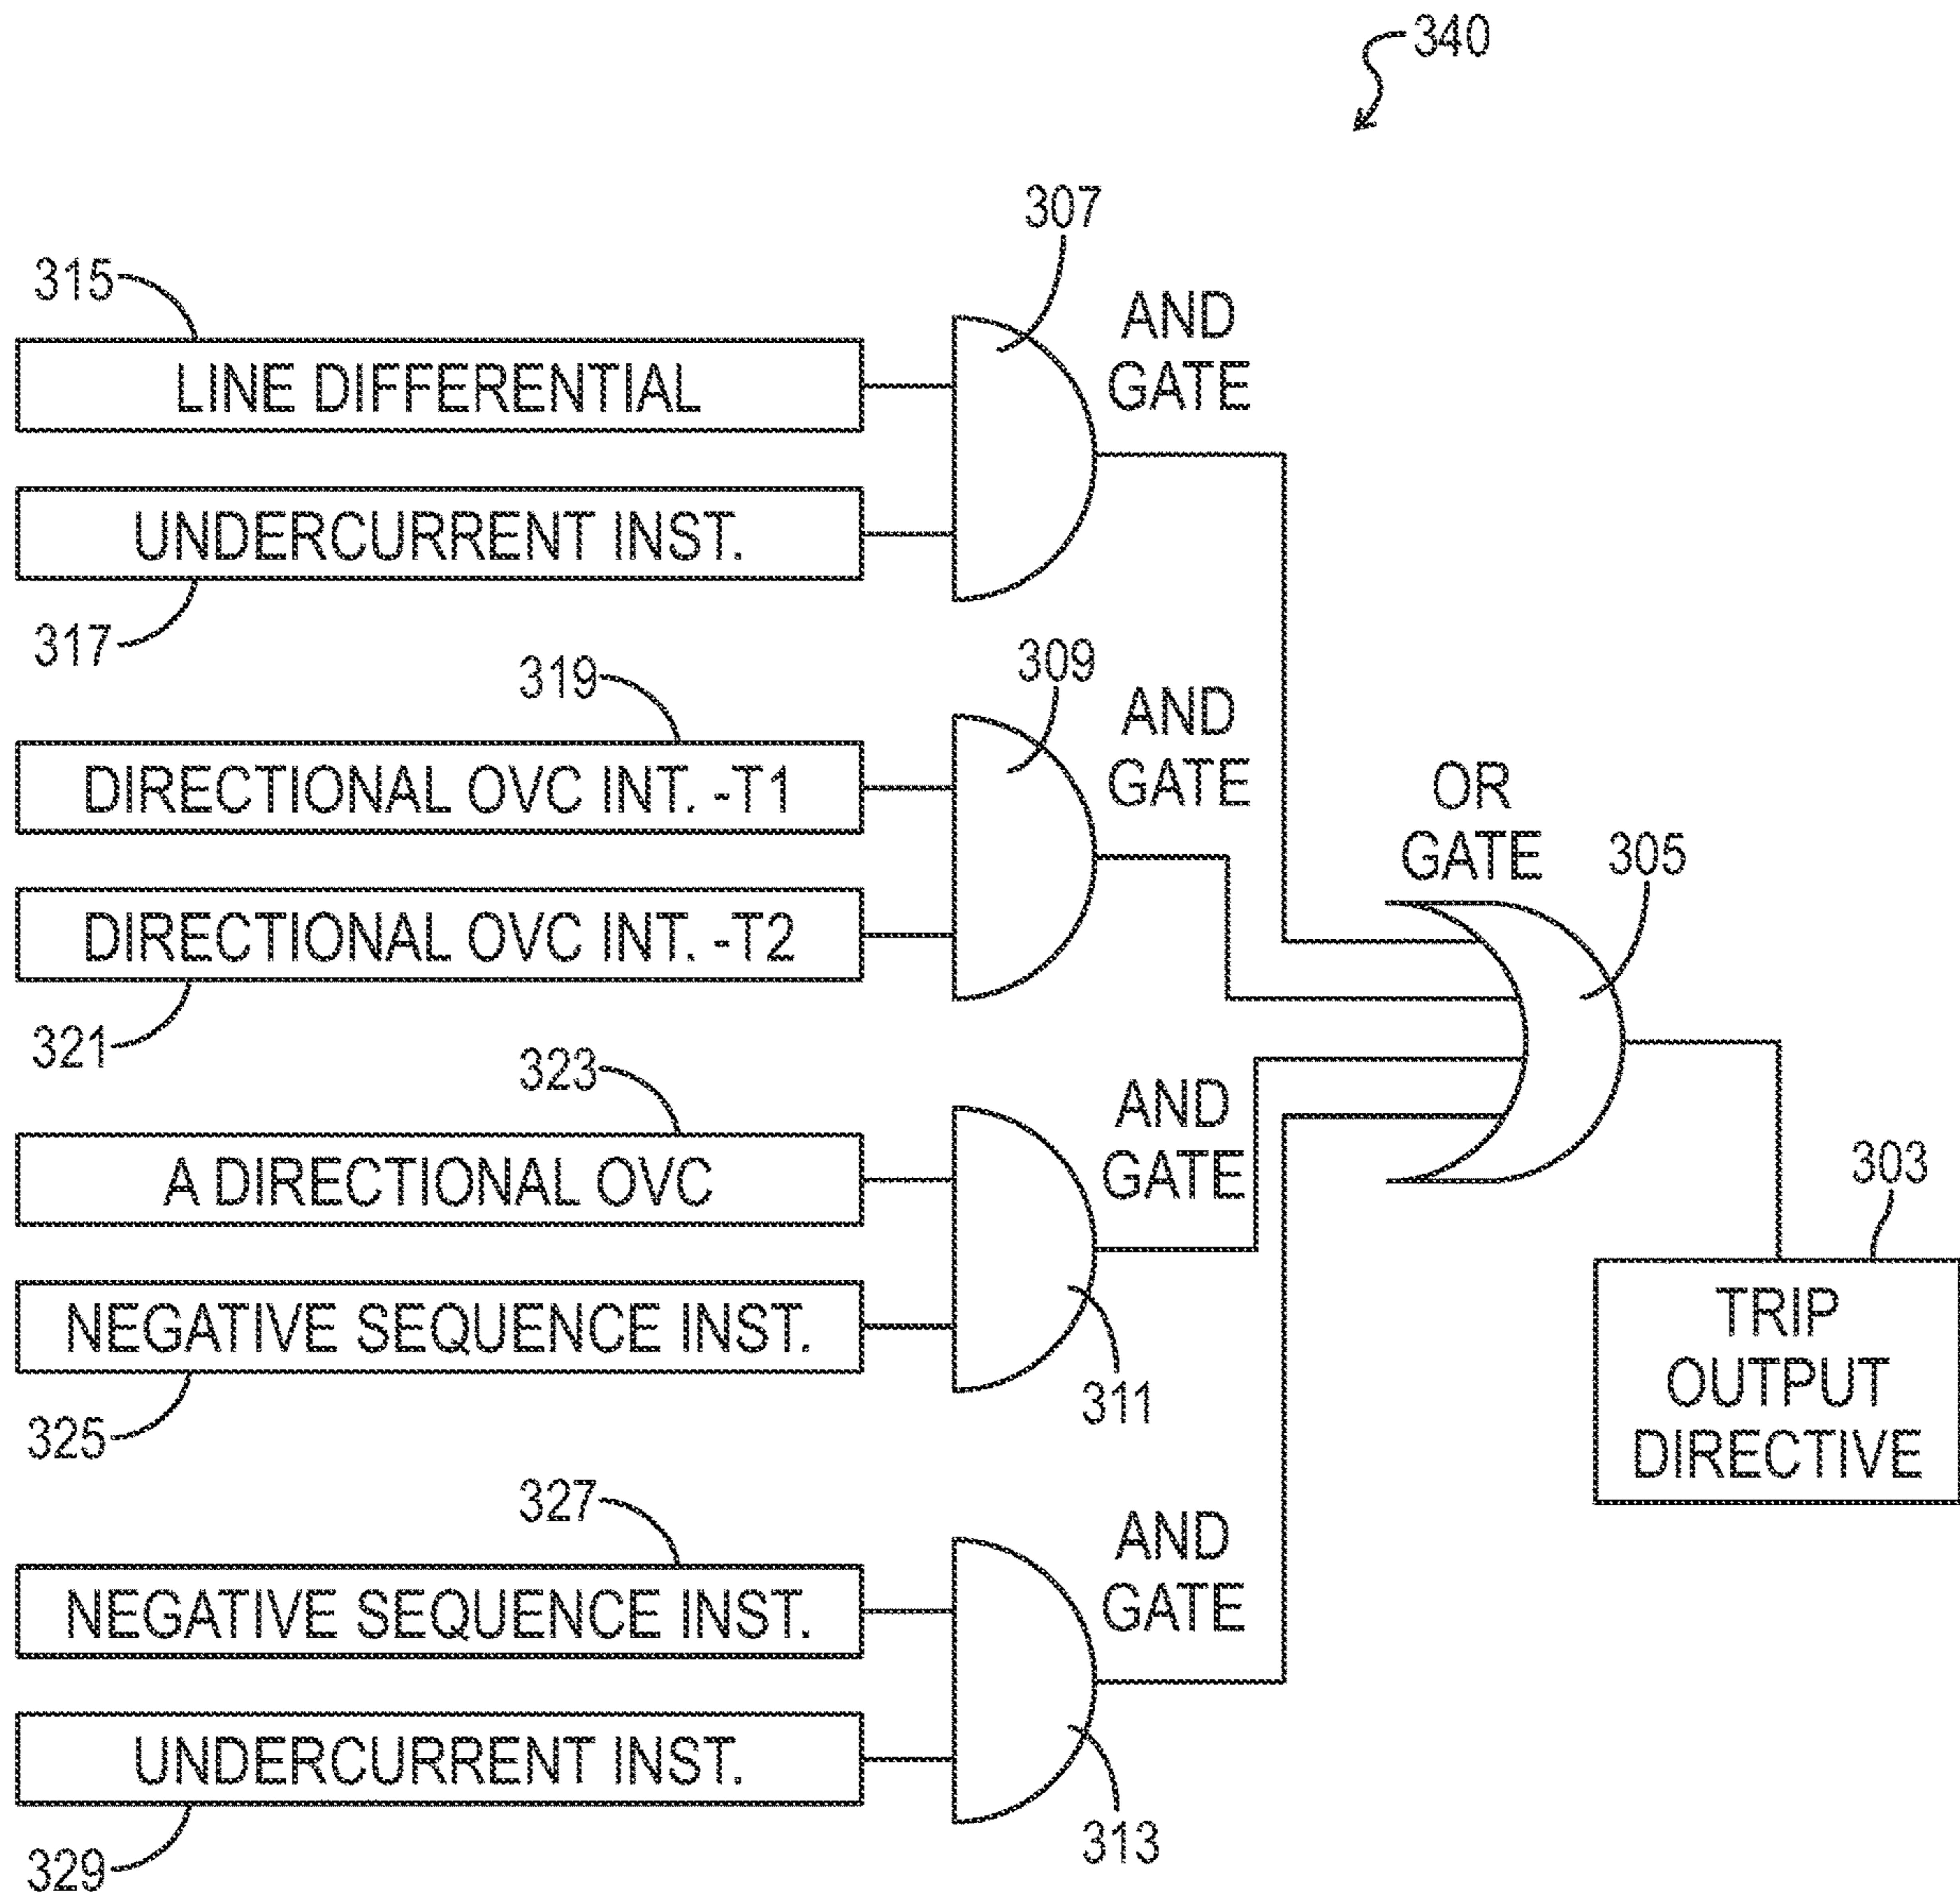 340
307
315
AND
GATE
LINE DIFFERENTIAL
UNDERCURRENT INST.
317
319
309
AND
GATE
DIRECTIONAL OVC INT. -T1
OR
GATE
305
DIRECTIONAL OVC INT. -T2
321
323
AND
GATE
A DIRECTIONAL OVC
303
NEGATIVE SEQUENCE INST.
TRIP
OUTPUT
DIRECTIVE
311
325
327
AND
GATE
NEGATIVE SEQUENCE INST.
UNDERCURRENT INST.
313
329